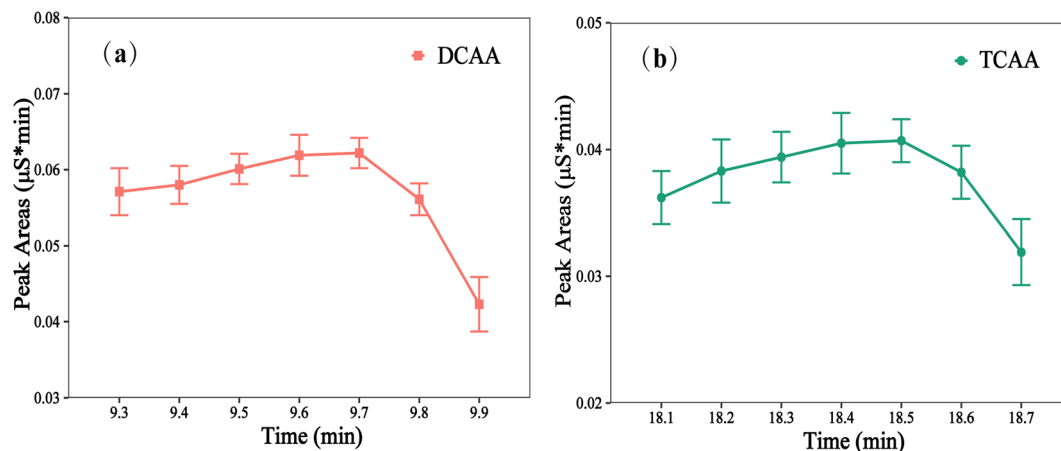 (a)
DCAA
Peak Areas (µS*min)
0.08
0.07
0.06
0.05
0.04
0.03
9.3 9.4 9.5 9.6 9.7 9.8 9.9
Time (min)
(b)
TCAA
Peak Areas (µS*min)
0.05
0.04
0.03
0.02
18.1 18.2 18.3 18.4 18.5 18.6 18.7
Time (min)